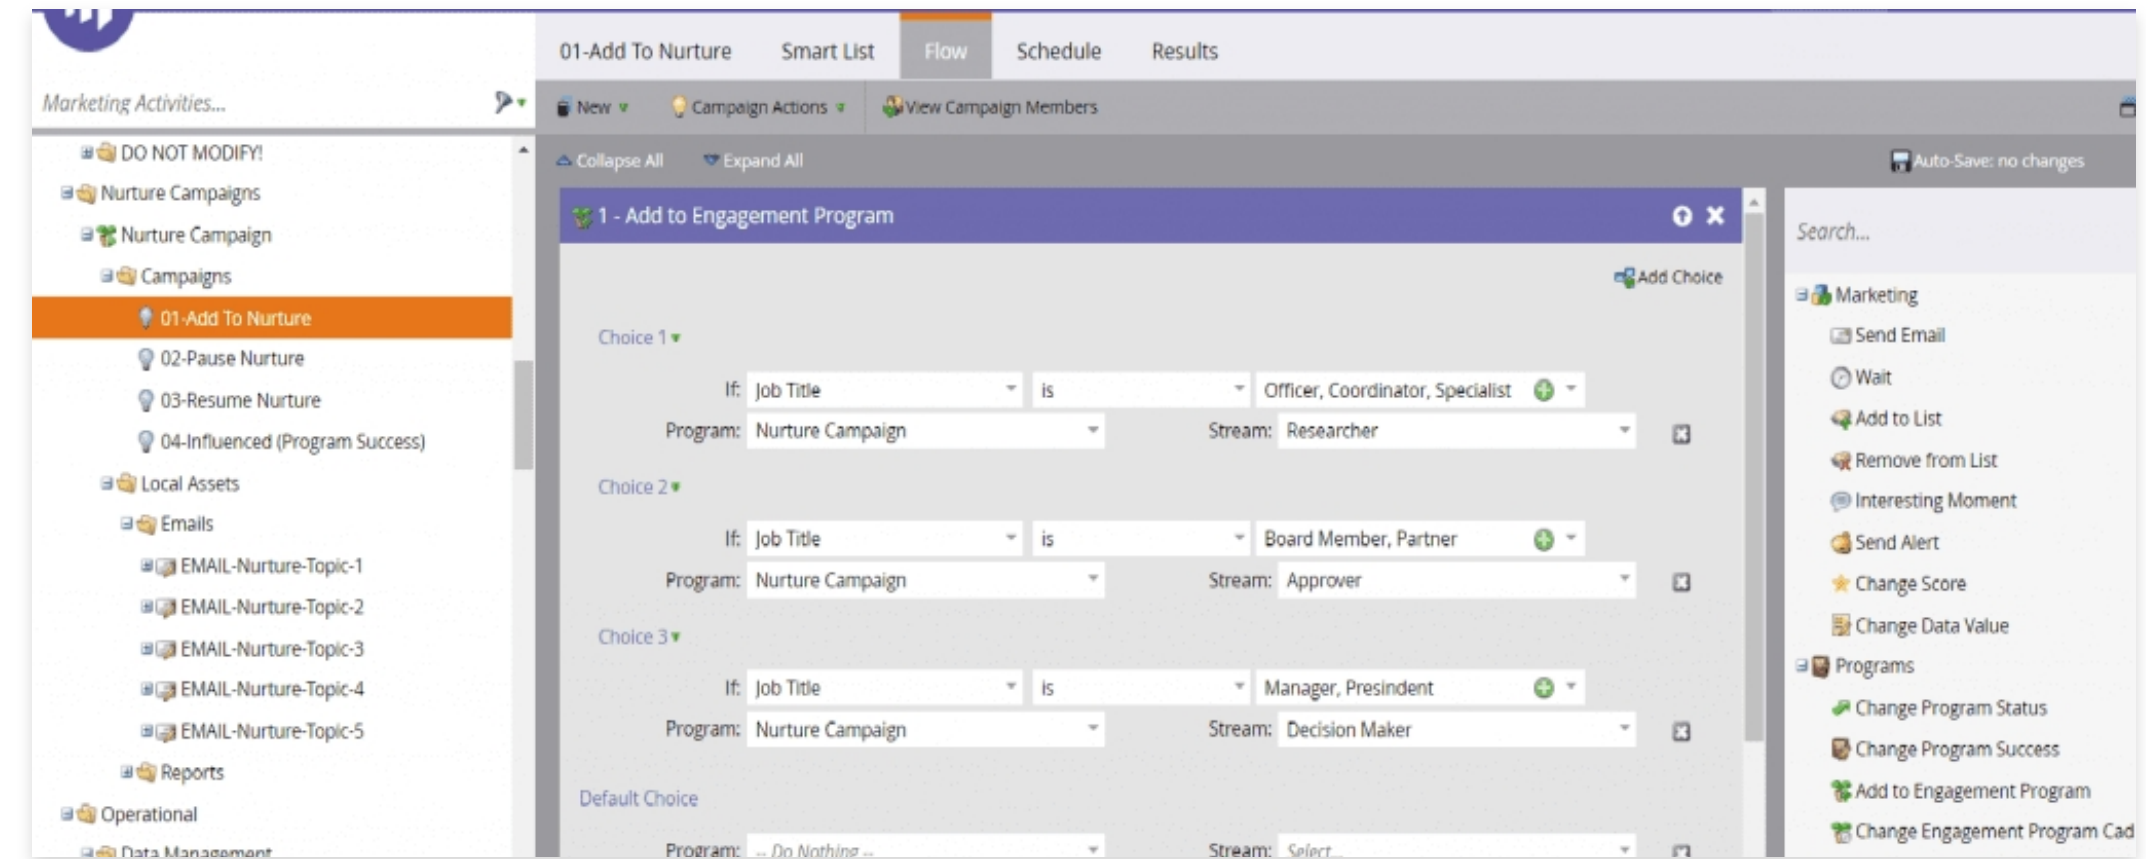 01-Add To Nurture Smart List Flow Schedule Results
Marketing Activities...
New Campaign Actions View Campaign Members
DO NOT MODIFY!
Nurture Campaigns
Nurture Campaign
Campaigns
01-Add To Nurture
02-Pause Nurture
03-Resume Nurture
04-Influenced (Program Success)
Local Assets
Emails
EMAIL-Nurture-Topic-1
EMAIL-Nurture-Topic-2
EMAIL-Nurture-Topic-3
EMAIL-Nurture-Topic-4
EMAIL-Nurture-Topic-5
Reports
Operational
Data Management
Collapse All Expand All Auto-Save: no changes
1 - Add to Engagement Program
Add Choice
Choice 1
If: Job Title is Officer, Coordinator, Specialist
Program: Nurture Campaign Stream: Researcher
Choice 2
If: Job Title is Board Member, Partner
Program: Nurture Campaign Stream: Approver
Choice 3
If: Job Title is Manager, Presindent
Program: Nurture Campaign Stream: Decision Maker
Default Choice
Program: -- Do Nothing -- Stream: Select...
Search...
Marketing
Send Email
Wait
Add to List
Remove from List
Interesting Moment
Send Alert
Change Score
Change Data Value
Programs
Change Program Status
Change Program Success
Add to Engagement Program
Change Engagement Program Cad